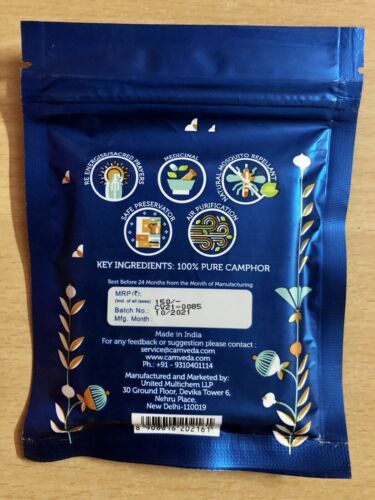 RE ENERGISE/SACRED PRAYERS
MEDICINAL
NATURAL MOSQUITO REPELLANT
SAFE PRESERVATOR
AIR PURIFICATION
KEY INGREDIENTS: 100% PURE CAMPHOR
Best Before 24 Months from the Month of Manufacturing
MRP(₹): 150/-
(Incl. of all taxes)
Batch No.: CV21-0085
Mfg. Month : 10/2021
Made in India
For any feedback or suggestion please contact :
service@camveda.com
www.camveda.com
Ph.: +91 - 9310401114
Manufactured and Marketed by:
United Multichem LLP
30 Ground Floor, Devika Tower 6,
Nehru Place,
New Delhi-110019
8 908016 202161